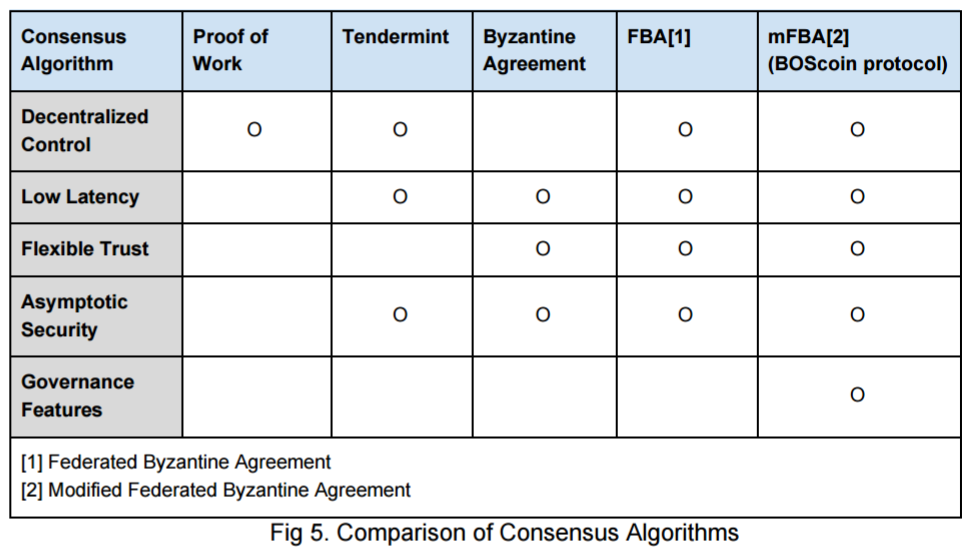 Consensus Algorithm Proof of Work Tendermint Byzantine Agreement FBA[1] mFBA[2] (BOScoin protocol)
Decentralized Control O O O O
Low Latency O O O O
Flexible Trust O O O
Asymptotic Security O O O O
Governance Features O
[1] Federated Byzantine Agreement
[2] Modified Federated Byzantine Agreement
Fig 5. Comparison of Consensus Algorithms